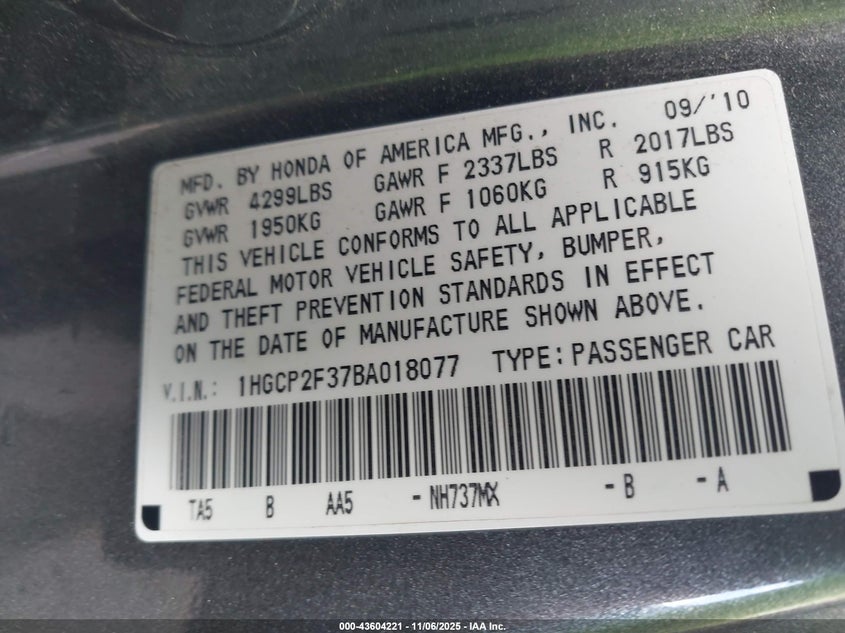 MFD. BY HONDA OF AMERICA MFG., INC. 09/'10
GVWR 4299LBS GAWR F 2337LBS R 2017LBS
GVWR 1950KG GAWR F 1060KG R 915KG
THIS VEHICLE CONFORMS TO ALL APPLICABLE
FEDERAL MOTOR VEHICLE SAFETY, BUMPER,
AND THEFT PREVENTION STANDARDS IN EFFECT
ON THE DATE OF MANUFACTURE SHOWN ABOVE.
V.I.N.: 1HGCP2F37BA018077 TYPE: PASSENGER CAR
TA5 B AA5 -NH737MX -B -A
000-43604221 - 11/06/2025 - IAA Inc.